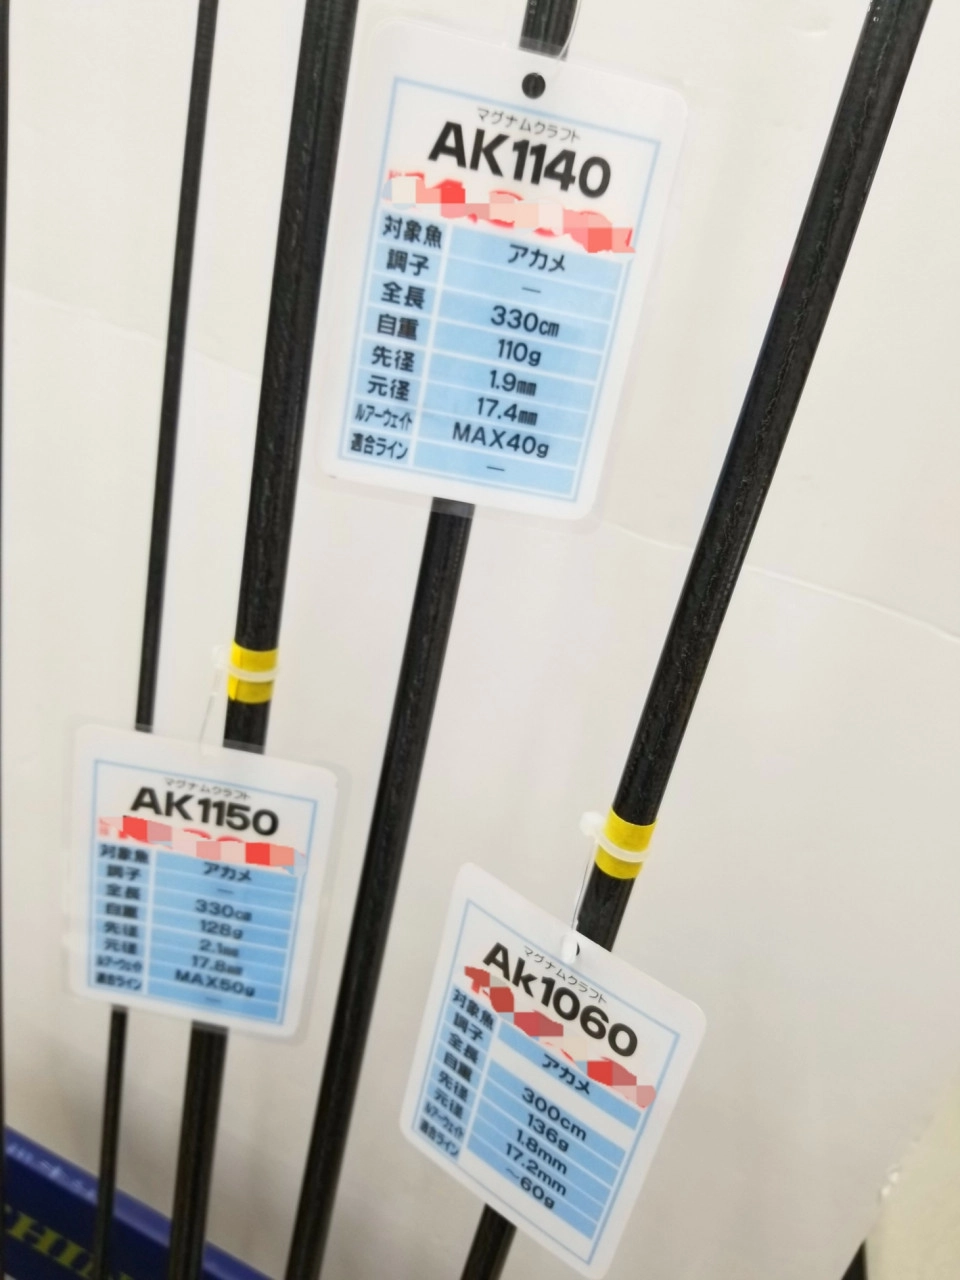 マグナムクラフト
AK1140
対象魚 アカメ
調子 —
全長 330cm
自重 110g
先径 1.9mm
元径 17.4mm
ルアーウェイト MAX40g
適合ライン —
マグナムクラフト
AK1150
対象魚 アカメ
調子 —
全長 330cm
自重 128g
先径 2.1mm
元径 17.8mm
ルアーウェイト MAX50g
適合ライン —
マグナムクラフト
Ak1060
対象魚 アカメ
調子
全長 300cm
自重 136g
先径 1.8mm
元径 17.2mm
ルアーウェイト ~60g
適合ライン